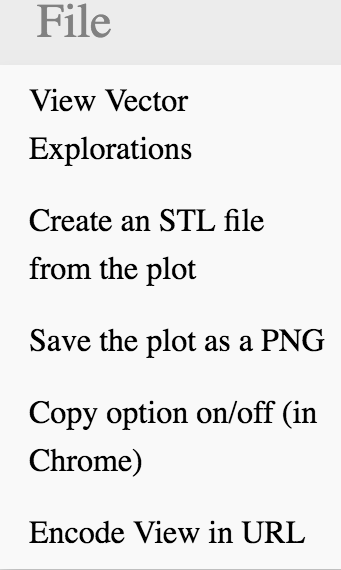 File
View Vector
Explorations
Create an STL file
from the plot
Save the plot as a PNG
Copy option on/off (in
Chrome)
Encode View in URL